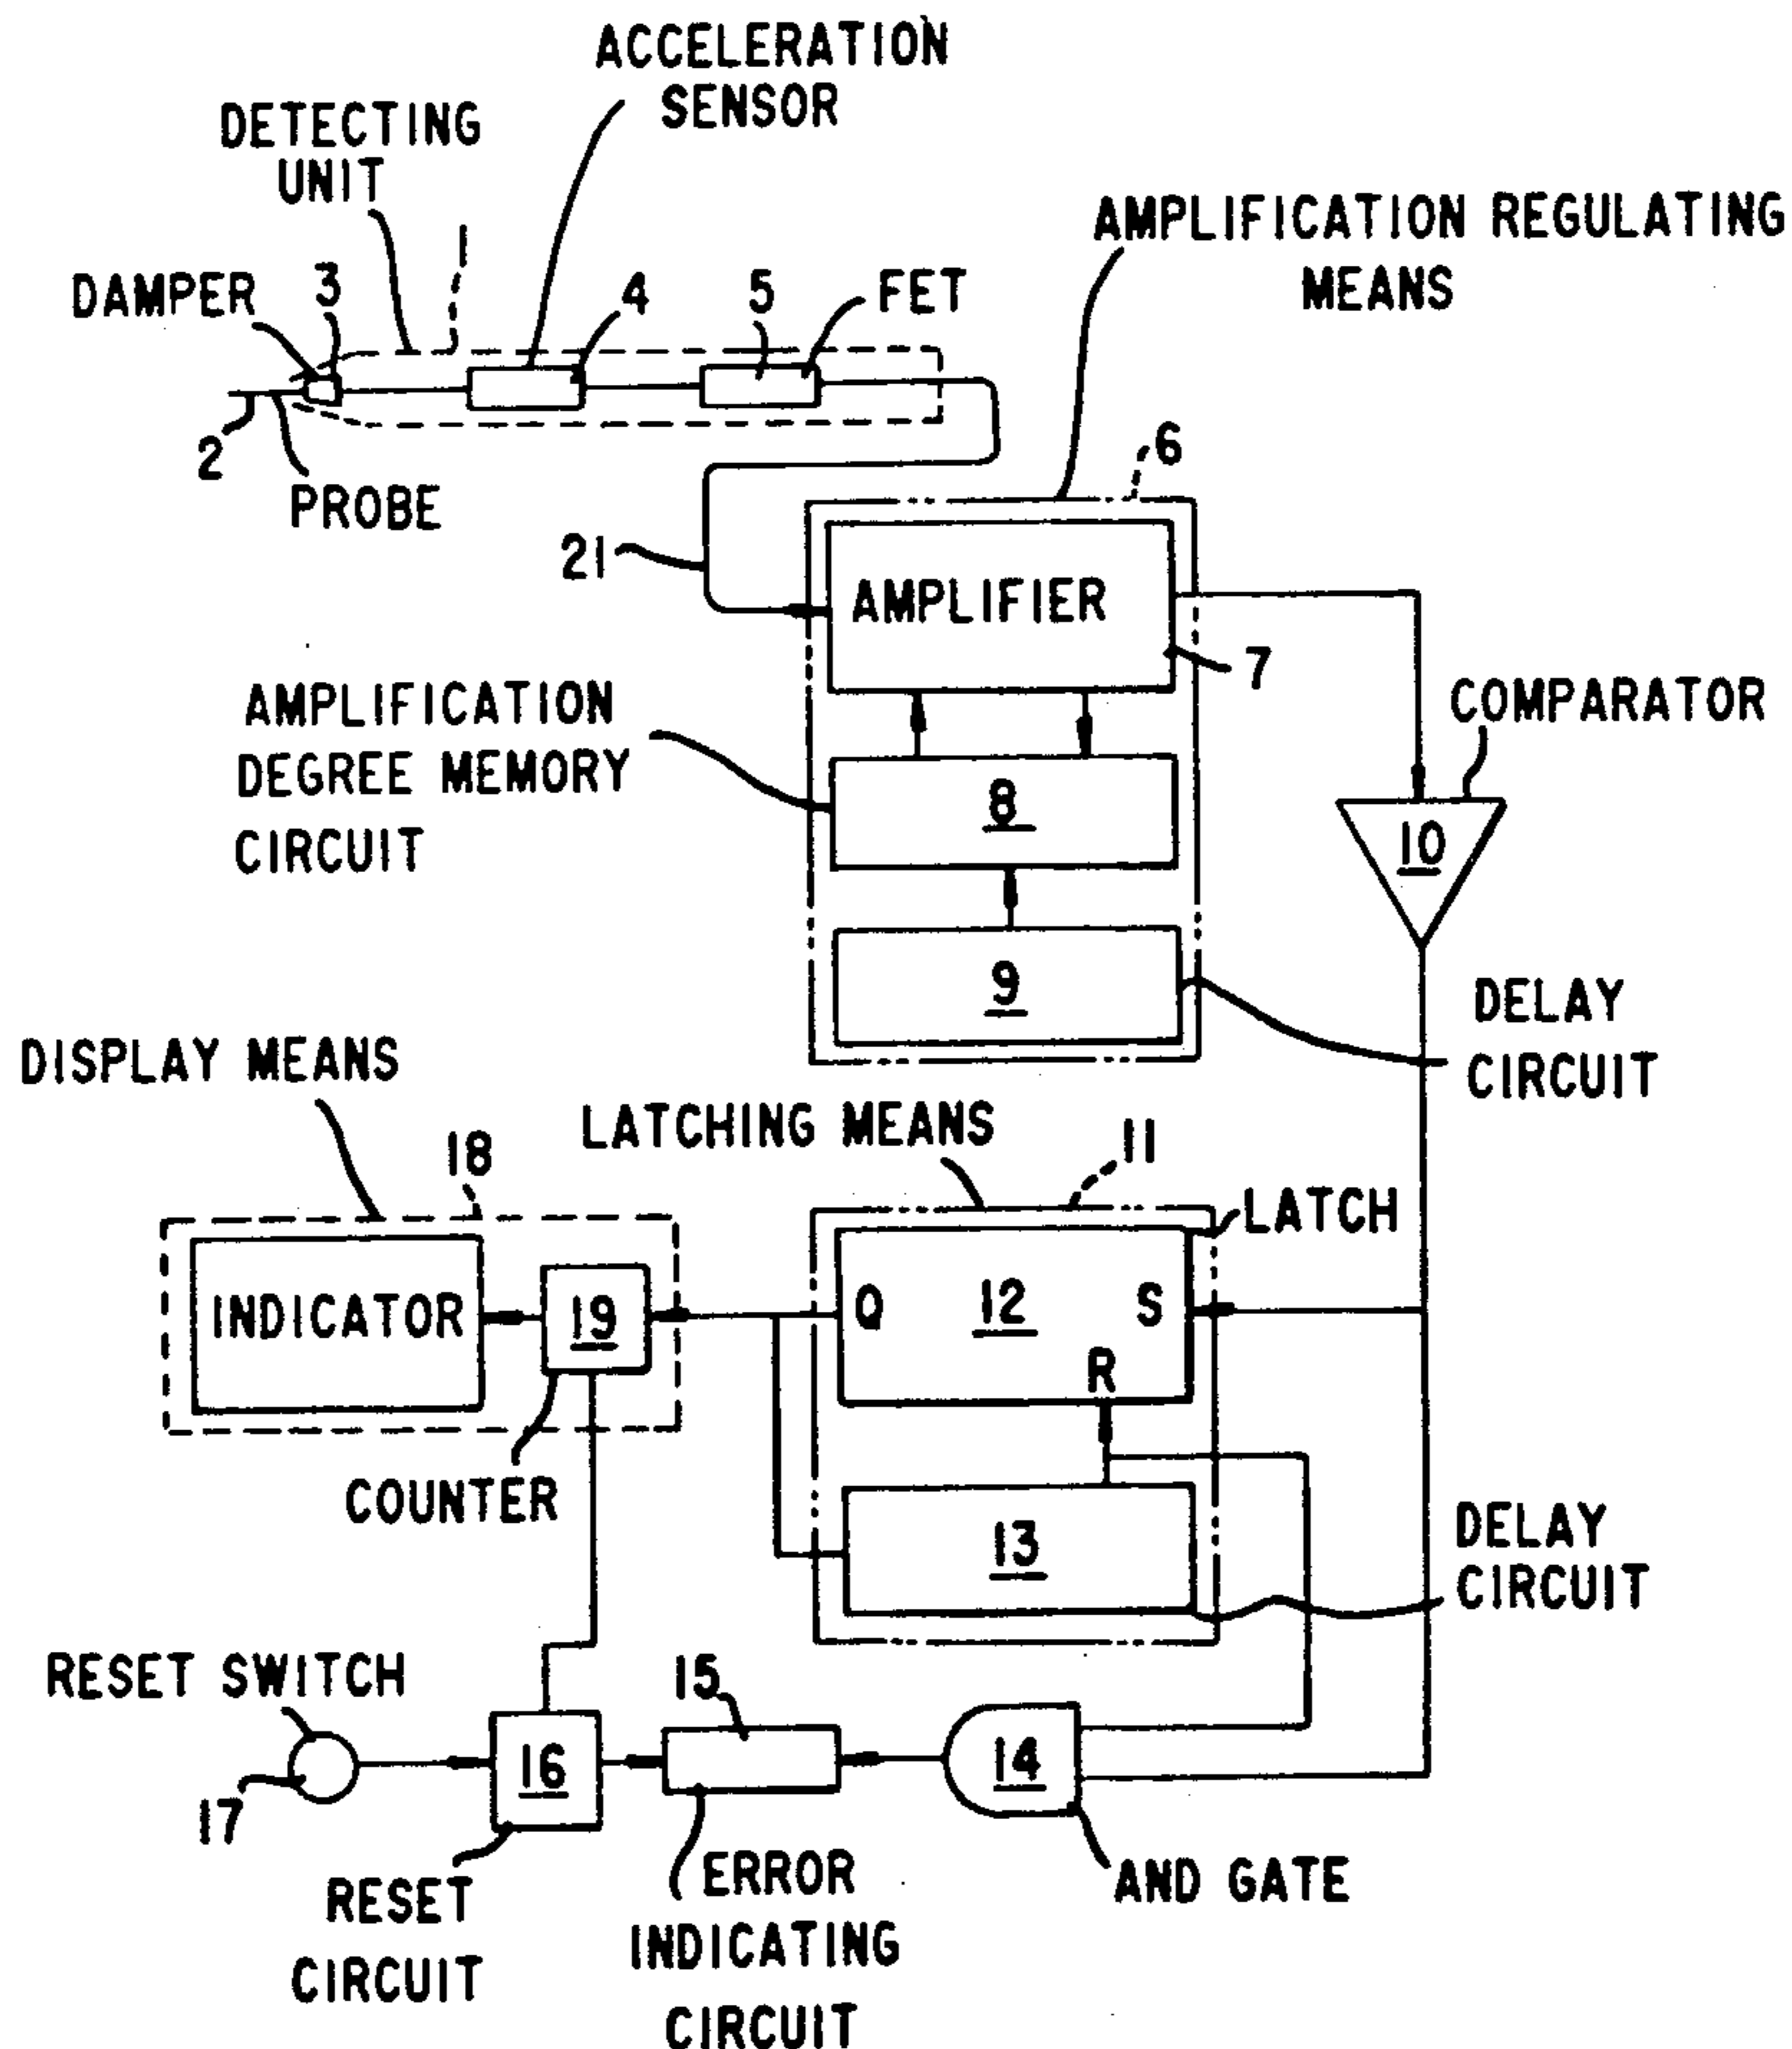 ACCELERATION
SENSOR
DETECTING
UNIT
1
AMPLIFICATION REGULATING
MEANS
DAMPER
3
4
5
FET
2
PROBE
6
21
AMPLIFIER
7
AMPLIFICATION
DEGREE MEMORY
CIRCUIT
8
COMPARATOR
10
9
DELAY
CIRCUIT
DISPLAY MEANS
18
LATCHING MEANS
11
LATCH
INDICATOR
19
Q
12
S
R
COUNTER
13
DELAY
CIRCUIT
RESET SWITCH
15
16
14
17
RESET
CIRCUIT
ERROR
INDICATING
CIRCUIT
AND GATE